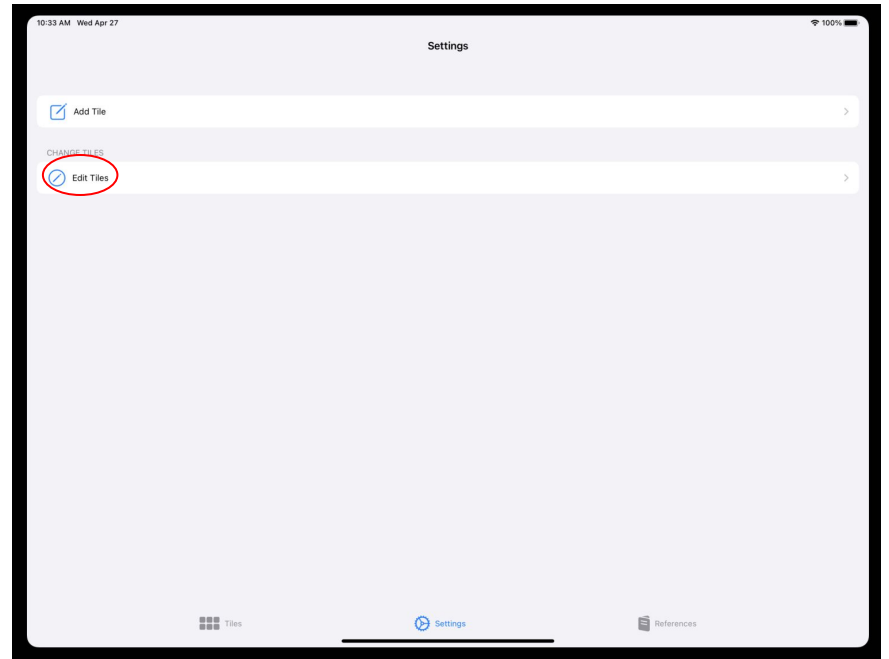 10:33 AM Wed Apr 27 100%
Settings
Add Tile
CHANGE TILES
Edit Tiles
Tiles Settings References